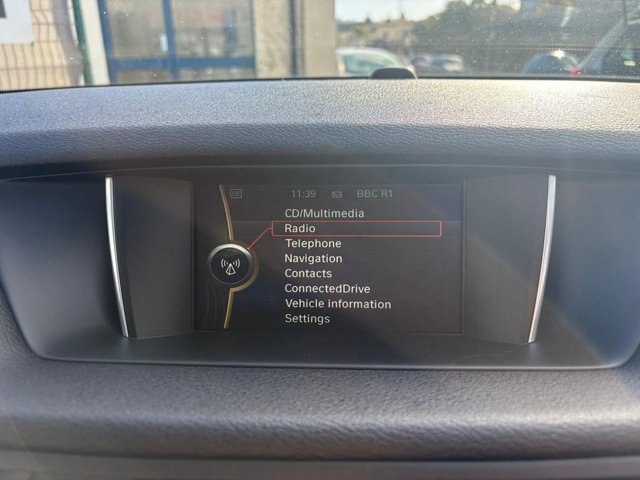 11:39 BBC R1
CD/Multimedia
Radio
Telephone
Navigation
Contacts
ConnectedDrive
Vehicle information
Settings